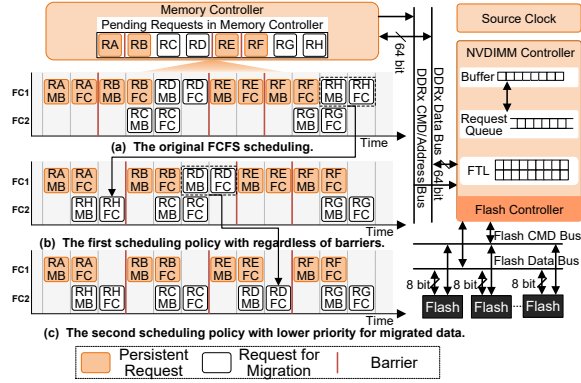 Memory Controller
Pending Requests in Memory Controller
RA RB RC RD RE RF RG RH
64 bit
Source Clock
NVDIMM Controller
Buffer
Request Queue
FTL
Flash Controller
DDRx CMD/Address Bus
DDRx Data Bus
64 bit
Flash CMD Bus
Flash Data Bus
8 bit 8 bit 8 bit
Flash Flash ... Flash
FC1 RA MB RA FC RB MB RB FC RD MB RD FC RE MB RE FC RF MB RF FC RH MB RH FC
FC2 RC MB RC FC RG MB RG FC
Time
(a) The original FCFS scheduling.
FC1 RA MB RA FC RB MB RB FC RD MB RD FC RE MB RE FC RF MB RF FC
FC2 RH MB RH FC RC MB RC FC RG MB RG FC
Time
(b) The first scheduling policy with regardless of barriers.
FC1 RA MB RA FC RB MB RB FC RE MB RE FC RF MB RF FC
FC2 RH MB RH FC RC MB RC FC RD MB RD FC RG MB RG FC
Time
(c) The second scheduling policy with lower priority for migrated data.
Persistent Request
Request for Migration
Barrier